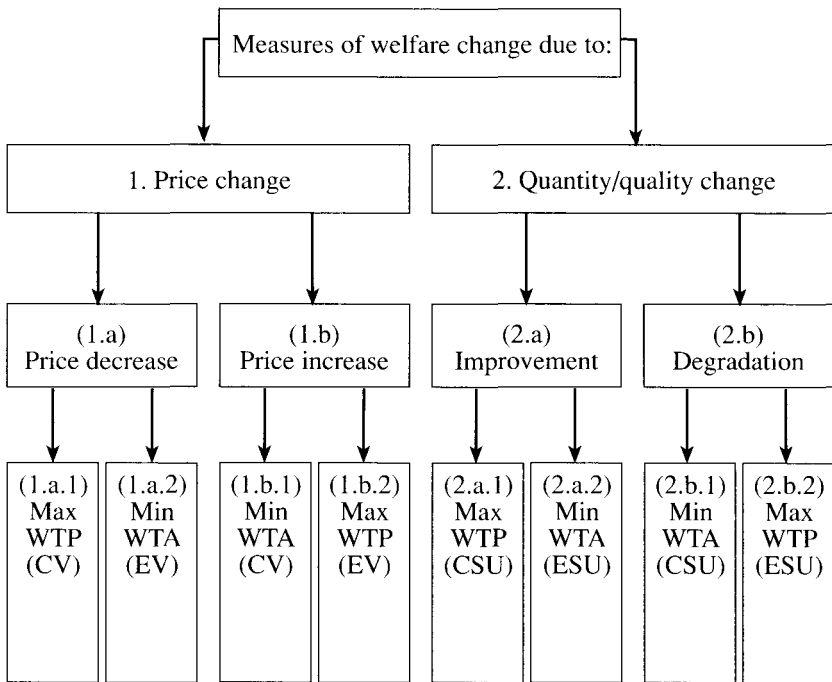 Measures of welfare change due to:
1. Price change
2. Quantity/quality change
(1.a)
Price decrease
(1.b)
Price increase
(2.a)
Improvement
(2.b)
Degradation
(1.a.1)
Max
WTP
(CV)
(1.a.2)
Min
WTA
(EV)
(1.b.1)
Min
WTA
(CV)
(1.b.2)
Max
WTP
(EV)
(2.a.1)
Max
WTP
(CSU)
(2.a.2)
Min
WTA
(ESU)
(2.b.1)
Min
WTA
(CSU)
(2.b.2)
Max
WTP
(ESU)